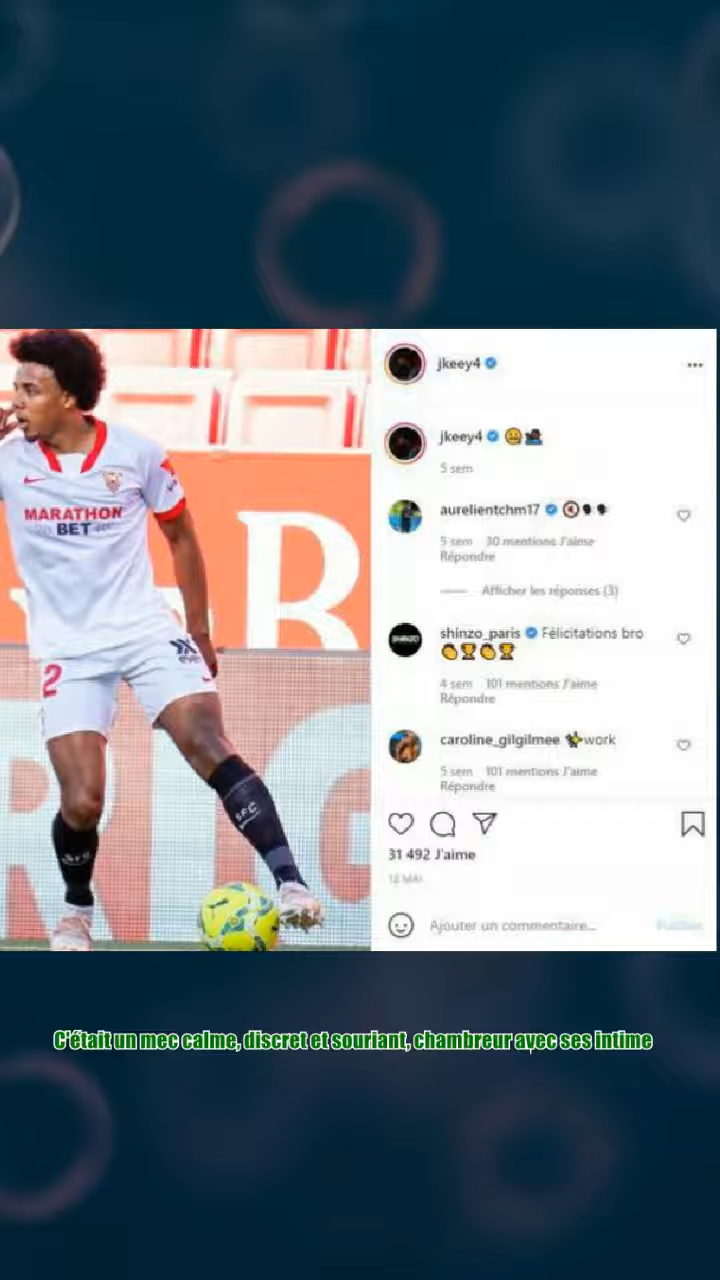 jkeey4
jkeey4
5 sem
aurelientchm17
5 sem 30 mentions J'aime
Répondre
Afficher les réponses (3)
shinzo_paris Félicitations bro
4 sem 101 mentions J'aime
Répondre
caroline_gilgilmee work
5 sem 101 mentions J'aime
Répondre
31 492 J'aime
12 MAI
Ajouter un commentaire...
Publier
MARATHON
BET
2
SFC
R
C'était un mec calme, discret et souriant, chambreur avec ses intime